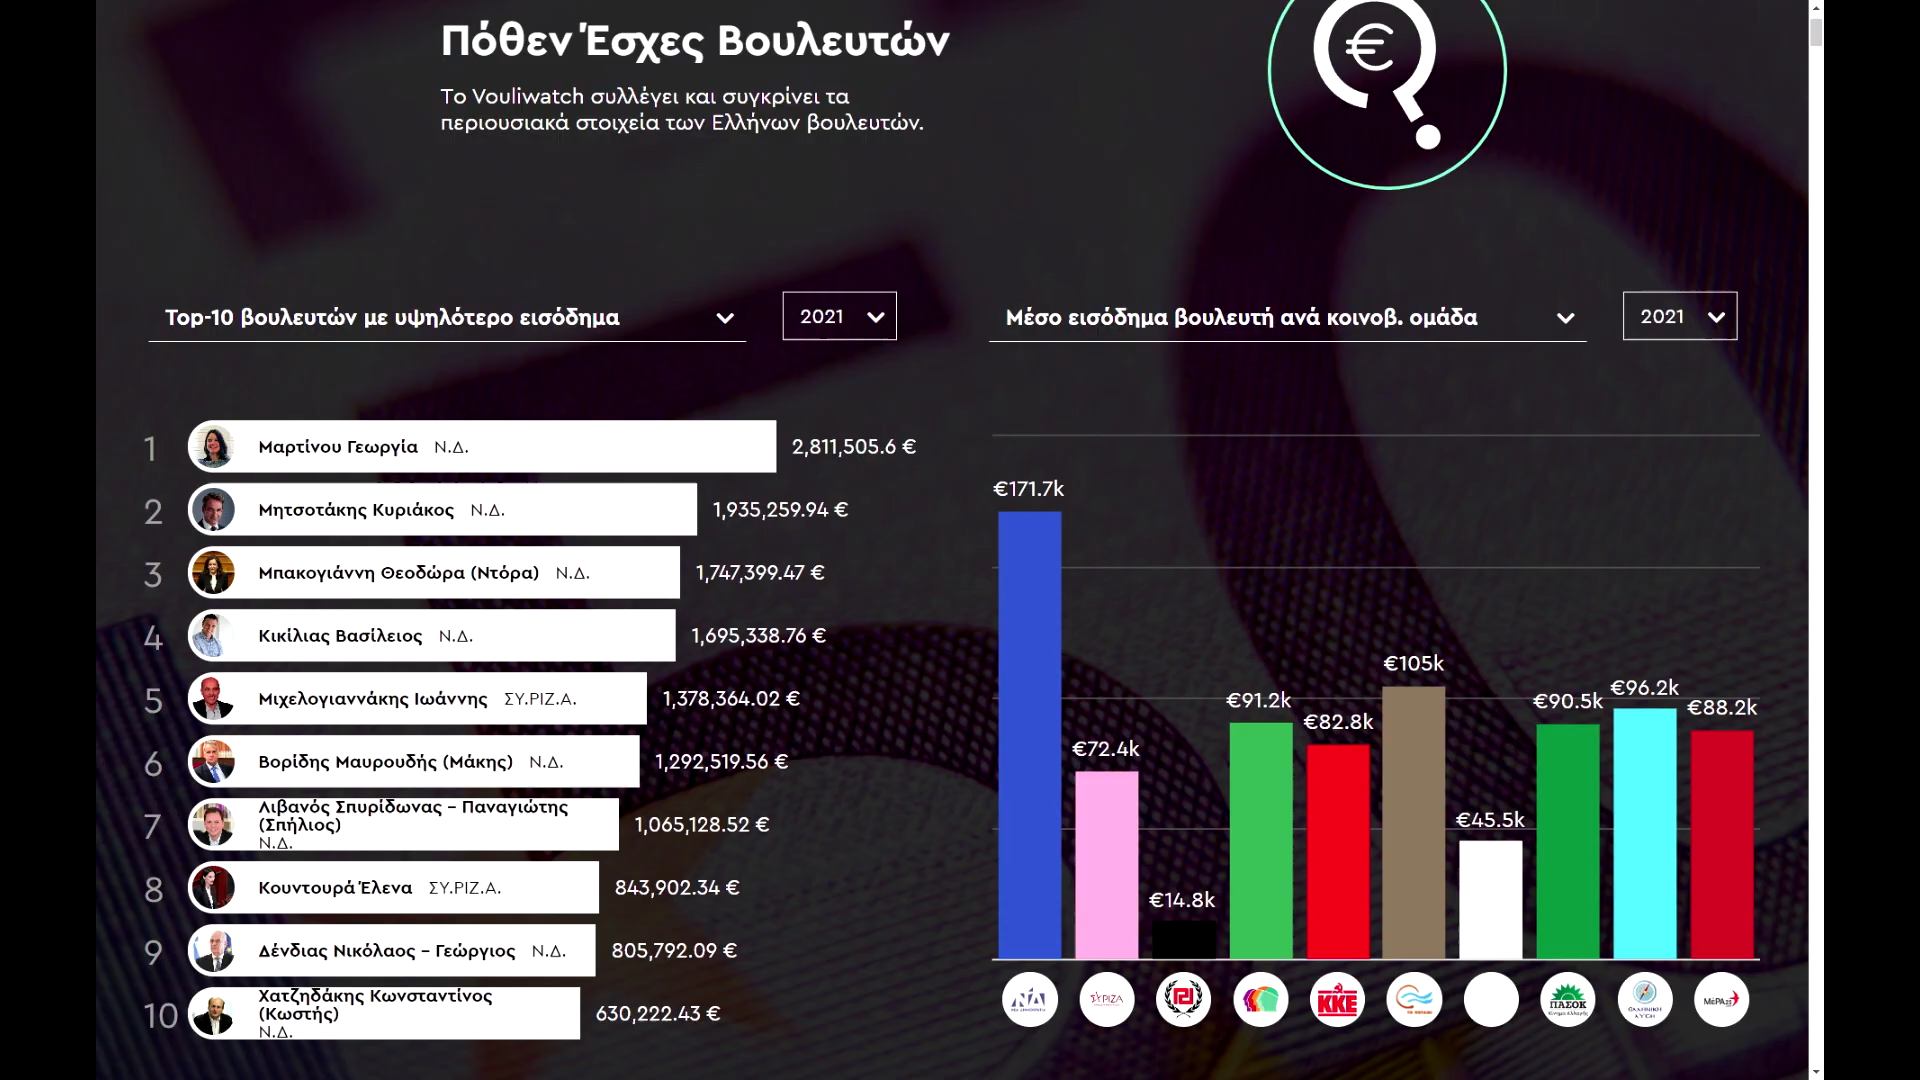 Πόθεν Έσχες Βουλευτών
Το Vouliwatch συλλέγει και συγκρίνει τα
περιουσιακά στοιχεία των Ελλήνων βουλευτών.
Top-10 βουλευτών με υψηλότερο εισόδημα
2021
Μέσο εισόδημα βουλευτή ανά κοινοβ. ομάδα
2021
1 Μαρτίνου Γεωργία Ν.Δ. 2,811,505.6 €
2 Μητσοτάκης Κυριάκος Ν.Δ. 1,935,259.94 €
3 Μπακογιάννη Θεοδώρα (Ντόρα) Ν.Δ. 1,747,399.47 €
4 Κικίλιας Βασίλειος Ν.Δ. 1,695,338.76 €
5 Μιχελογιαννάκης Ιωάννης ΣΥ.ΡΙΖ.Α. 1,378,364.02 €
6 Βορίδης Μαυρουδής (Μάκης) Ν.Δ. 1,292,519.56 €
7 Λιβανός Σπυρίδωνας – Παναγιώτης
(Σπήλιος)
Ν.Δ.
1,065,128.52 €
8 Κουντουρά Έλενα ΣΥ.ΡΙΖ.Α. 843,902.34 €
9 Δένδιας Νικόλαος – Γεώργιος Ν.Δ. 805,792.09 €
10 Χατζηδάκης Κωνσταντίνος
(Κωστής)
Ν.Δ.
630,222.43 €
€171.7k
€72.4k
€14.8k
€91.2k
€82.8k
€105k
€45.5k
€90.5k
€96.2k
€88.2k
ΝΔ
ΣΥΡΙΖΑ
ΚΚΕ
ΠΑΣΟΚ
Κίνημα Αλλαγής
ΕΛΛΗΝΙΚΗ
ΛΥΣΗ
ΜέΡΑ25